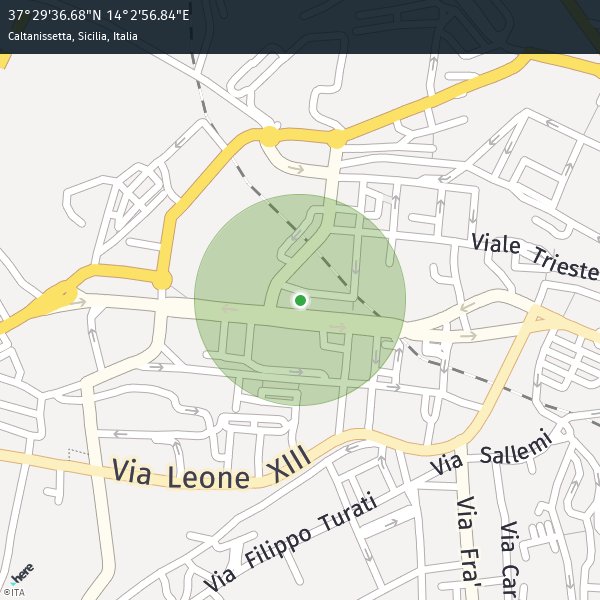 37°29'36.68"N 14°2'56.84"E
Caltanissetta, Sicilia, Italia
Viale Trieste
Via Leone XIII
Via Sallemi
Via Filippo Turati
Via Fra'
Via Car
here
©ITA